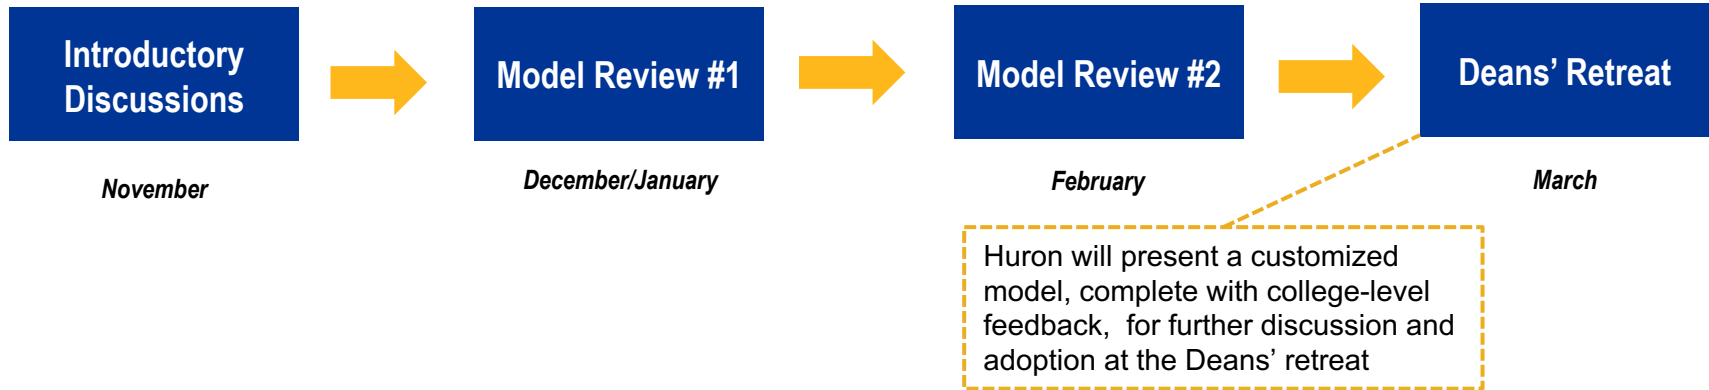 Introductory
Discussions
Model Review #1
Model Review #2
Deans’ Retreat
November
December/January
February
March
Huron will present a customized
model, complete with college-level
feedback,  for further discussion and
adoption at the Deans’ retreat